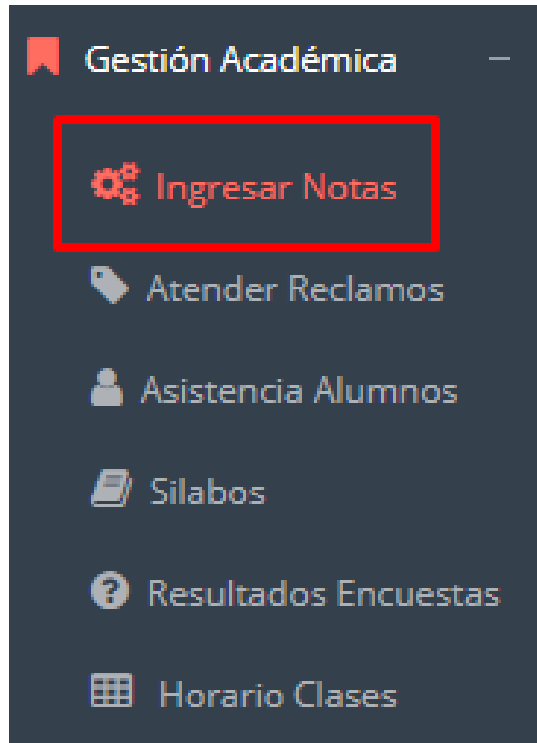 Gestión Académica
Ingresar Notas
Atender Reclamos
Asistencia Alumnos
Silabos
Resultados Encuestas
Horario Clases